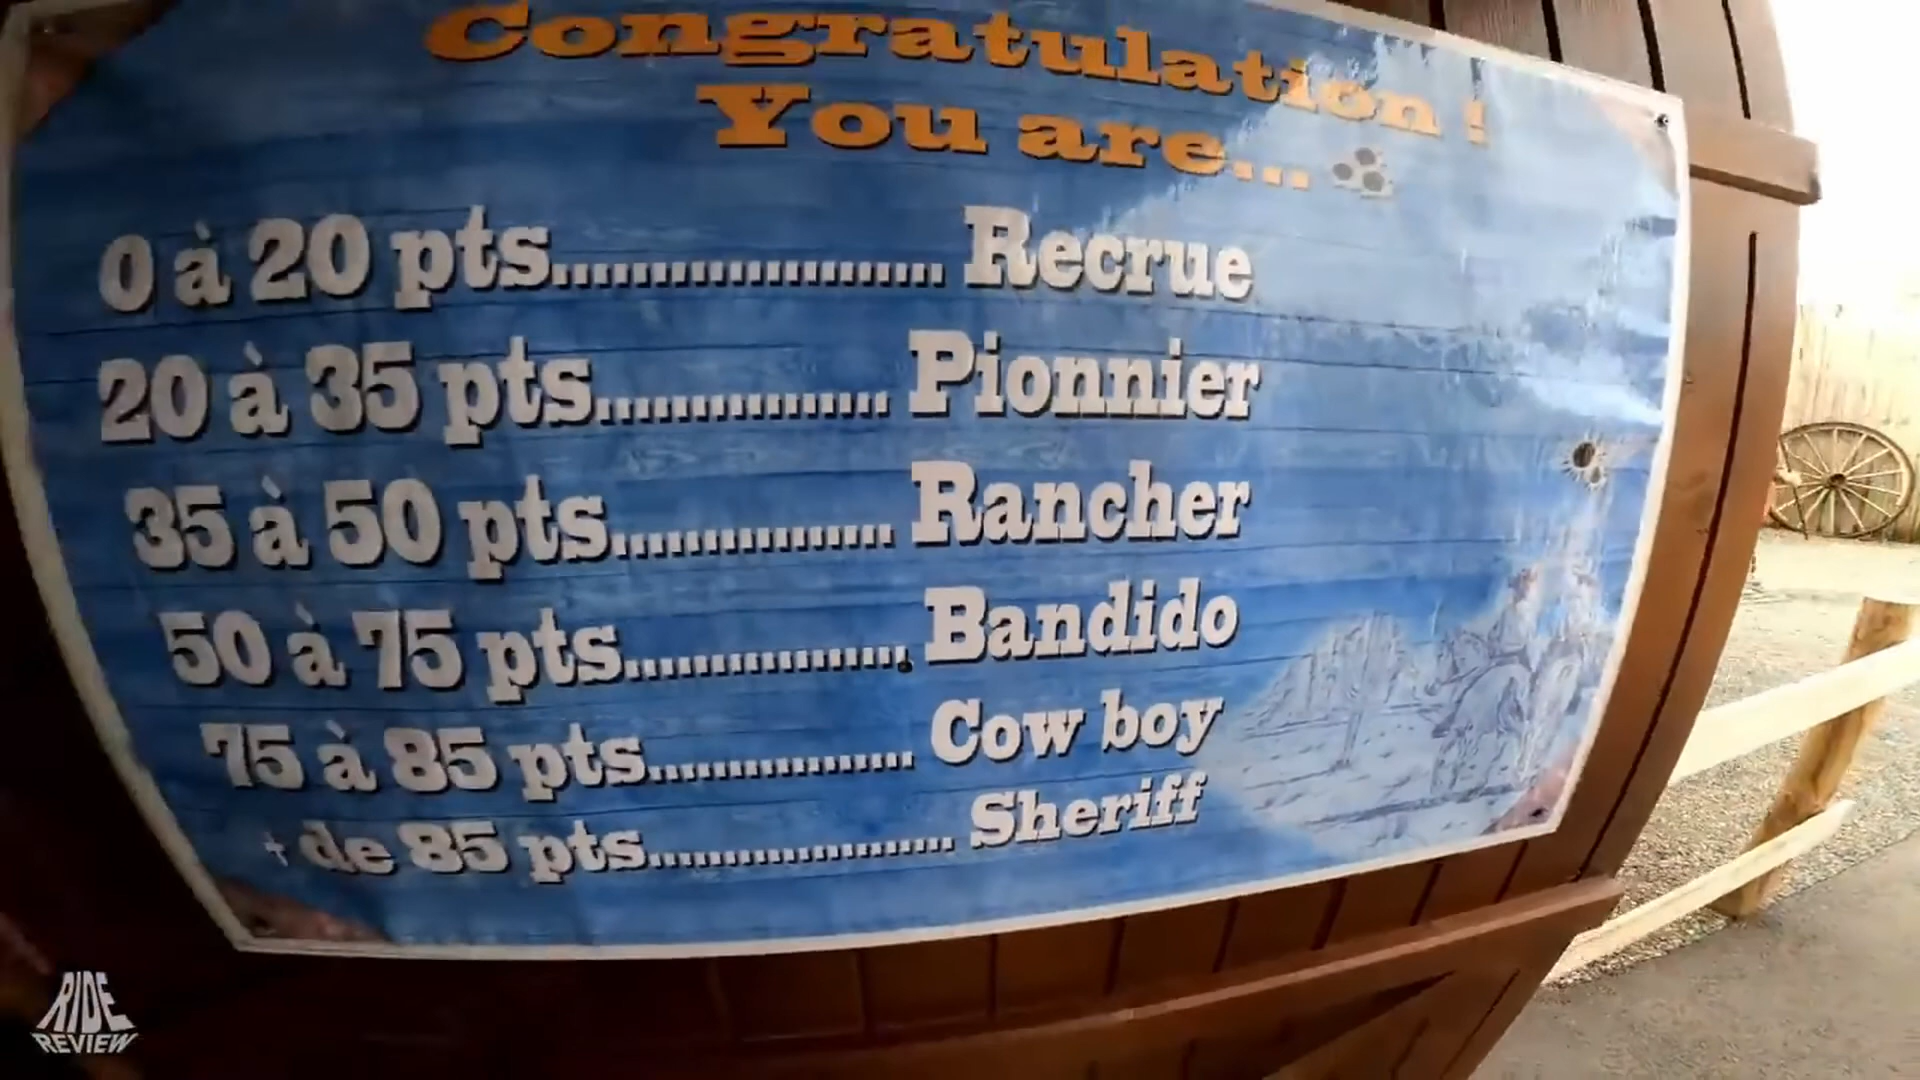 Congratulation !
You are...
0 à 20 pts........................ Recrue
20 à 35 pts.................. Pionnier
35 à 50 pts................. Rancher
50 à 75 pts................. Bandido
75 à 85 pts................. Cow boy
+ de 85 pts..................... Sheriff
RIDE
REVIEW